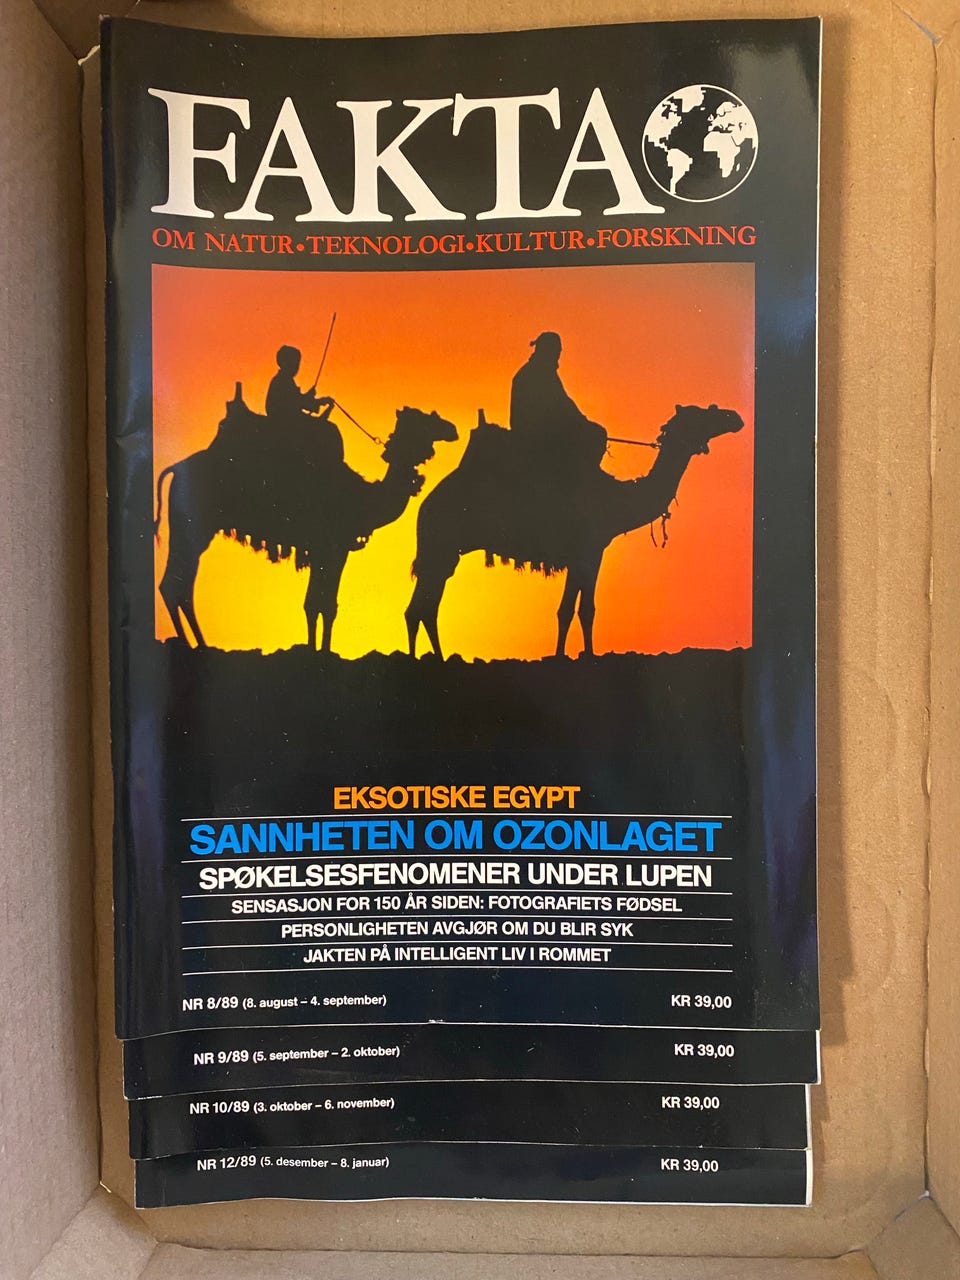 FAKTA
OM NATUR•TEKNOLOGI•KULTUR•FORSKNING
EKSOTISKE EGYPT
SANNHETEN OM OZONLAGET
SPØKELSESFENOMENER UNDER LUPEN
SENSASJON FOR 150 ÅR SIDEN: FOTOGRAFIETS FØDSEL
PERSONLIGHETEN AVGJØR OM DU BLIR SYK
JAKTEN PÅ INTELLIGENT LIV I ROMMET
NR 8/89 (8. august – 4. september) KR 39,00
NR 9/89 (5. september – 2. oktober) KR 39,00
NR 10/89 (3. oktober – 6. november) KR 39,00
NR 12/89 (5. desember – 8. januar) KR 39,00